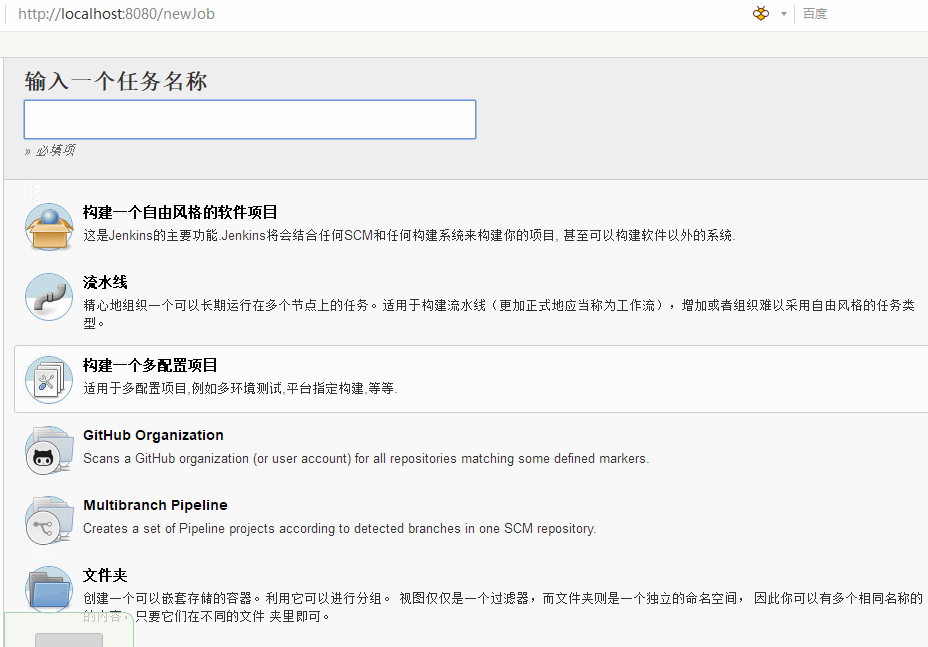 http://localhost:8080/newJob 百度
输入一个任务名称
» 必填项
构建一个自由风格的软件项目
这是Jenkins的主要功能.Jenkins将会结合任何SCM和任何构建系统来构建你的项目, 甚至可以构建软件以外的系统.
流水线
精心地组织一个可以长期运行在多个节点上的任务。适用于构建流水线（更加正式地应当称为工作流），增加或者组织难以采用自由风格的任务类
型。
构建一个多配置项目
适用于多配置项目,例如多环境测试,平台指定构建,等等.
GitHub Organization
Scans a GitHub organization (or user account) for all repositories matching some defined markers.
Multibranch Pipeline
Creates a set of Pipeline projects according to detected branches in one SCM repository.
文件夹
创建一个可以嵌套存储的容器。利用它可以进行分组。 视图仅仅是一个过滤器，而文件夹则是一个独立的命名空间， 因此你可以有多个相同名称的
的内容，只要它们在不同的文件 夹里即可。